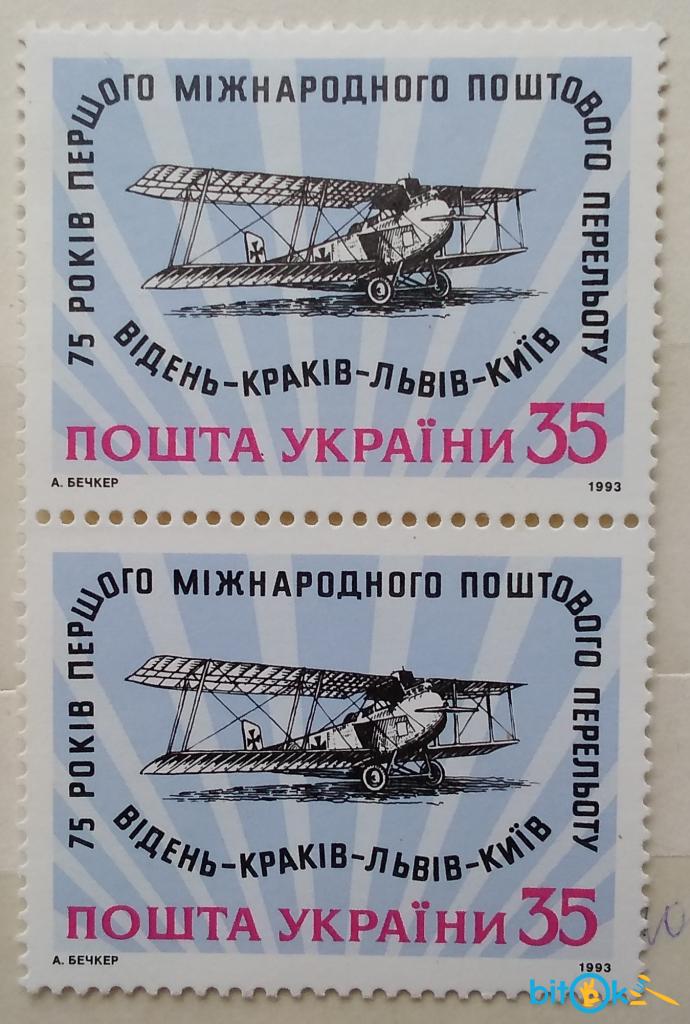 75 РОКІВ ПЕРШОГО МІЖНАРОДНОГО ПОШТОВОГО ПЕРЕЛЬОТУ
ВІДЕНЬ-КРАКІВ-ЛЬВІВ-КИЇВ
ПОШТА УКРАЇНИ 35
А. БЕЧКЕР 1993
75 РОКІВ ПЕРШОГО МІЖНАРОДНОГО ПОШТОВОГО ПЕРЕЛЬОТУ
ВІДЕНЬ-КРАКІВ-ЛЬВІВ-КИЇВ
ПОШТА УКРАЇНИ 35
А. БЕЧКЕР 1993